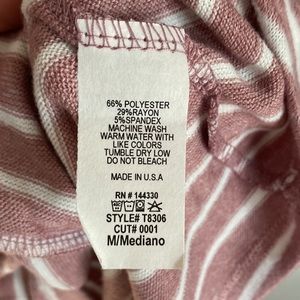 66% POLYESTER
29%RAYON
5%SPANDEX
MACHINE WASH
WARM WATER WITH
LIKE COLORS
TUMBLE DRY LOW
DO NOT BLEACH
MADE IN U.S.A
RN # 144330
STYLE# T8306
CUT# 0001
M/Mediano